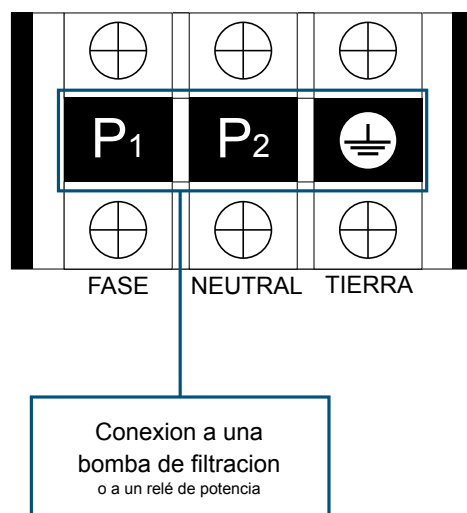 P1 P2
FASE NEUTRAL TIERRA
Conexion a una
bomba de filtracion
o a un relé de potencia